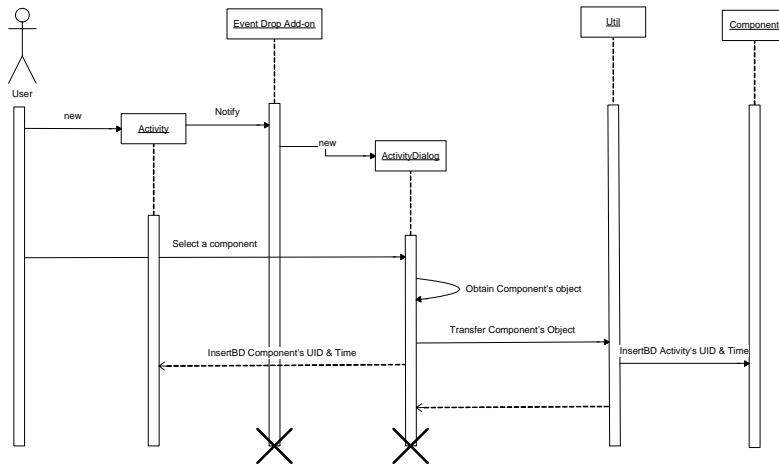 Event Drop Add-on
Util
Component
User
new
Activity
Notify
new
ActivityDialog
Select a component
Obtain Component's object
Transfer Component's Object
InsertBD Component's UID & Time
InsertBD Activity's UID & Time